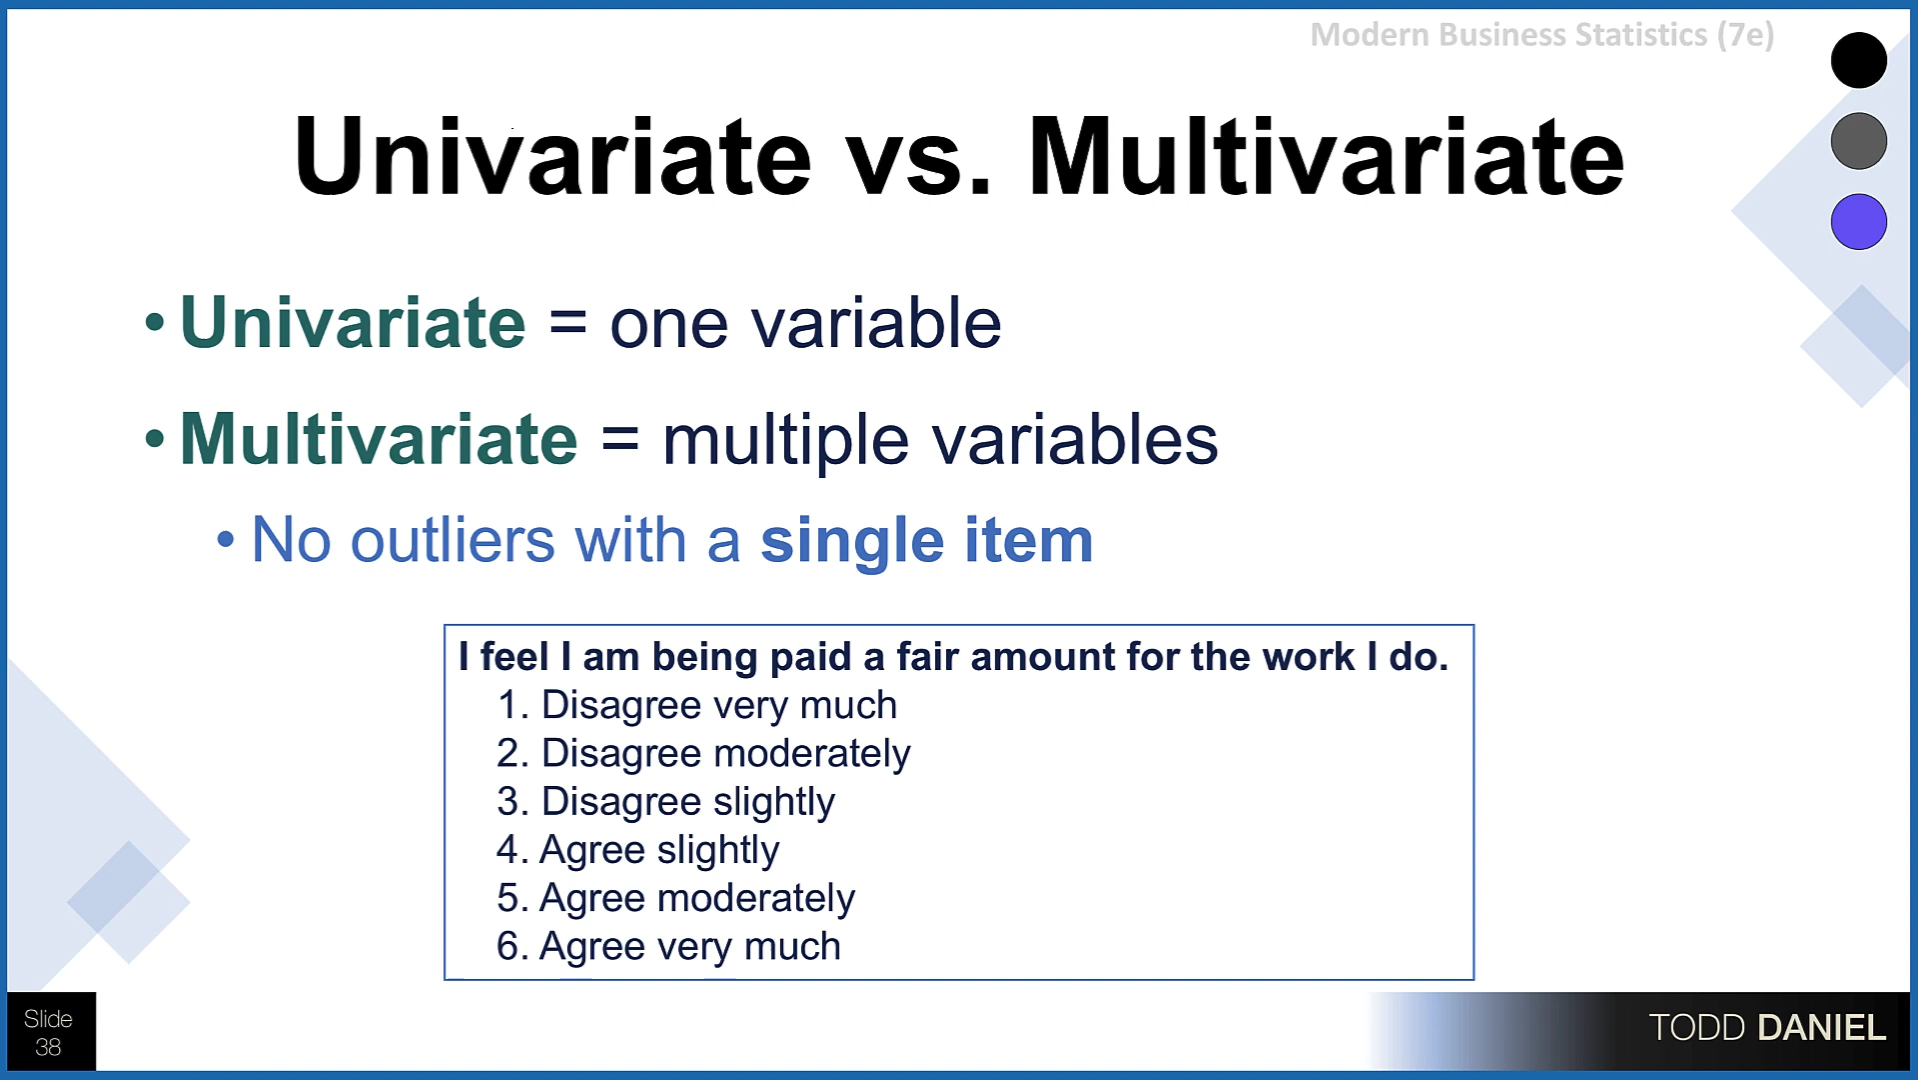 Modern Business Statistics (7e)
Univariate vs. Multivariate
• Univariate = one variable
• Multivariate = multiple variables
• No outliers with a single item
I feel I am being paid a fair amount for the work I do.
1. Disagree very much
2. Disagree moderately
3. Disagree slightly
4. Agree slightly
5. Agree moderately
6. Agree very much
Slide
38
TODD DANIEL